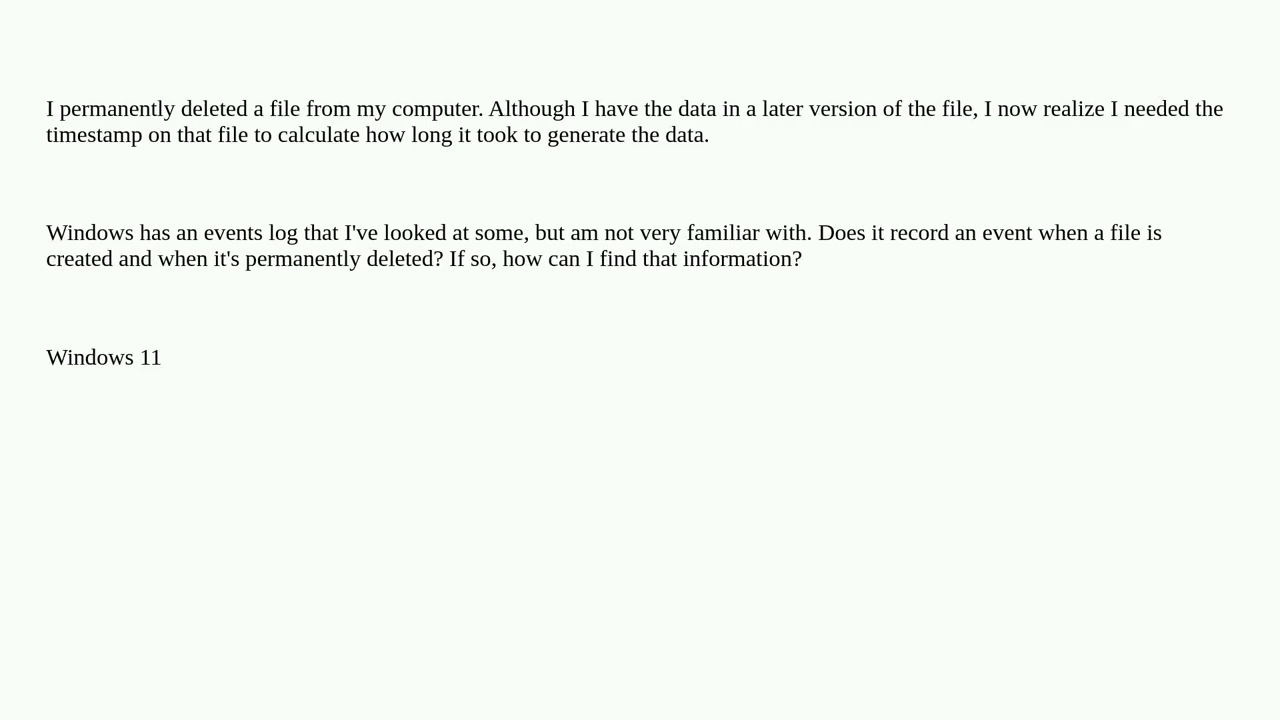 I permanently deleted a file from my computer. Although I have the data in a later version of the file, I now realize I needed the
timestamp on that file to calculate how long it took to generate the data.
Windows has an events log that I've looked at some, but am not very familiar with. Does it record an event when a file is
created and when it's permanently deleted? If so, how can I find that information?
Windows 11